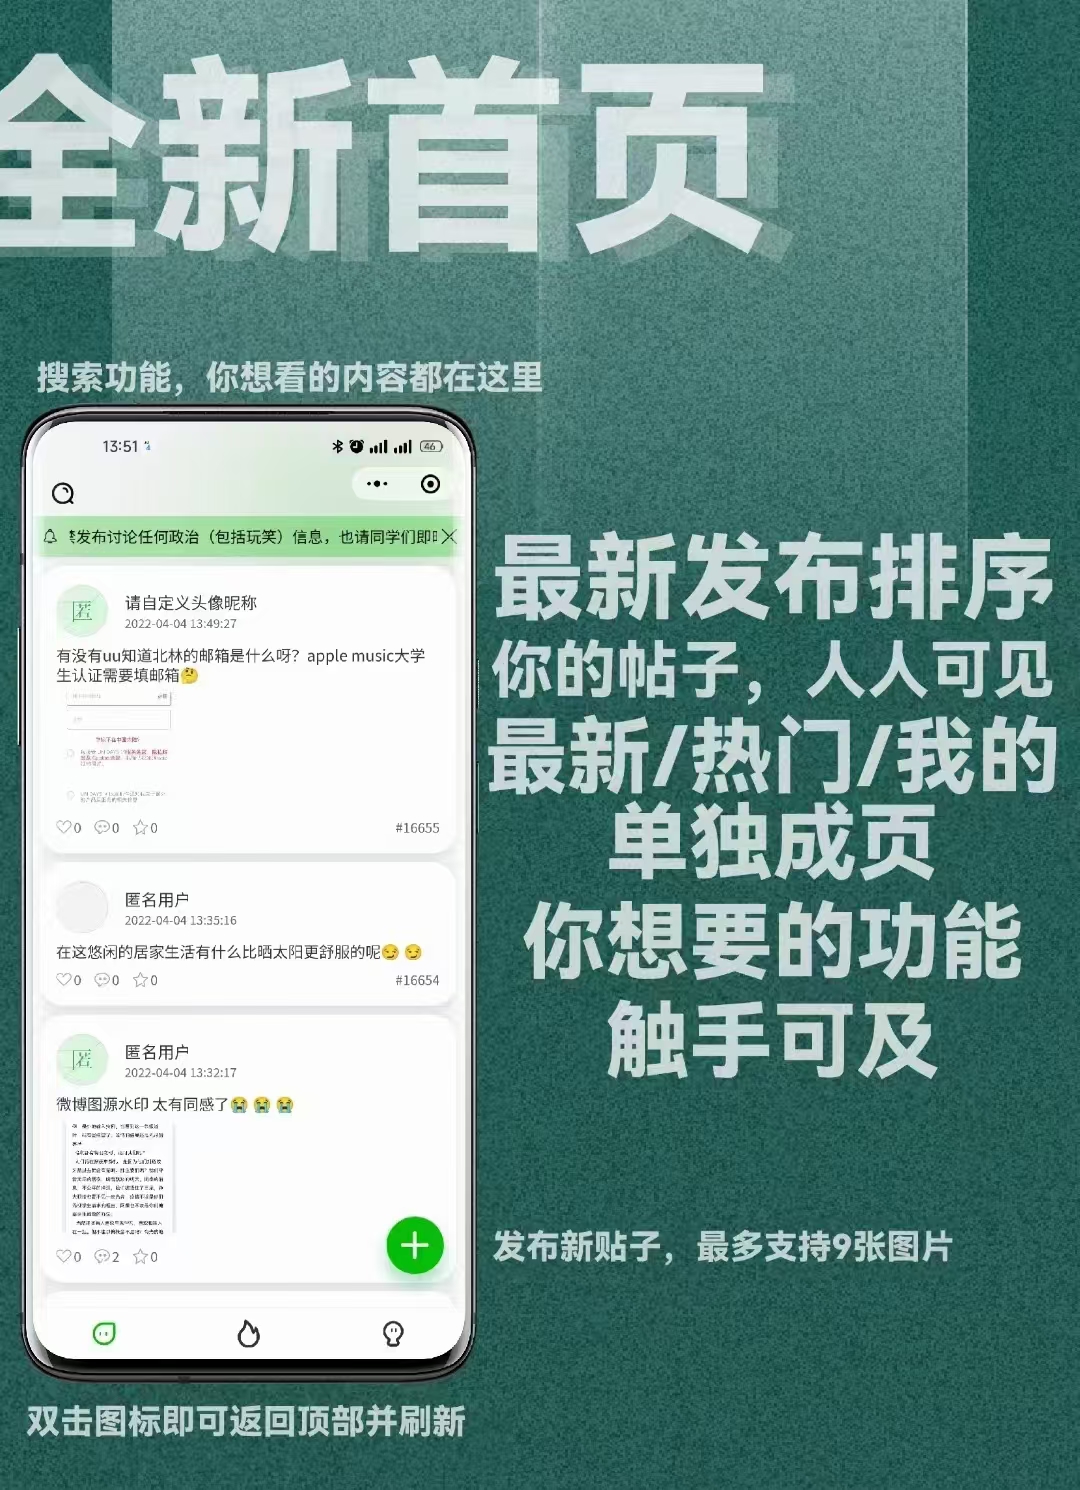 全新首页
搜索功能，你想看的内容都在这里
13:51
46
发布讨论任何政治（包括玩笑）信息，也请同学们即
匿
请自定义头像昵称
2022-04-04 13:49:27
有没有uu知道北林的邮箱是什么呀？apple music大学
生认证需要填邮箱🤔
♡0 💬0 ☆0 #16655
匿名用户
2022-04-04 13:35:16
在这悠闲的居家生活有什么比晒太阳更舒服的呢😏 😏
♡0 💬0 ☆0 #16654
匿
匿名用户
2022-04-04 13:32:17
微博图源水印 太有同感了😭 😭 😭
♡0 💬2 ☆0
最新发布排序
你的帖子，人人可见
最新/热门/我的
单独成页
你想要的功能
触手可及
发布新贴子，最多支持9张图片
双击图标即可返回顶部并刷新